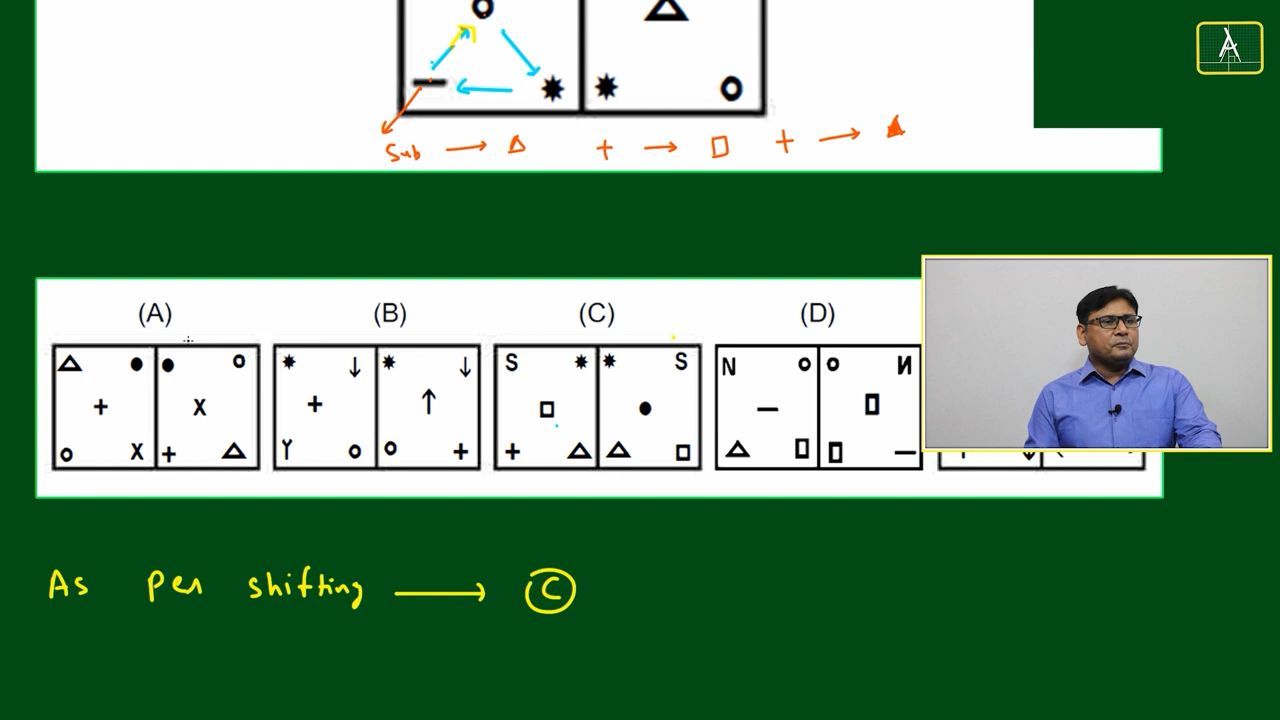 Sub → △ + → □ + → ▲
(A) (B) (C) (D)
△ ● ● o * ↓ * ↓ S * * S N o o И
+ x + ↑ □ ● — □
o x + △ Y o o + + △ △ □ △ □ □ —
As per shifting → C